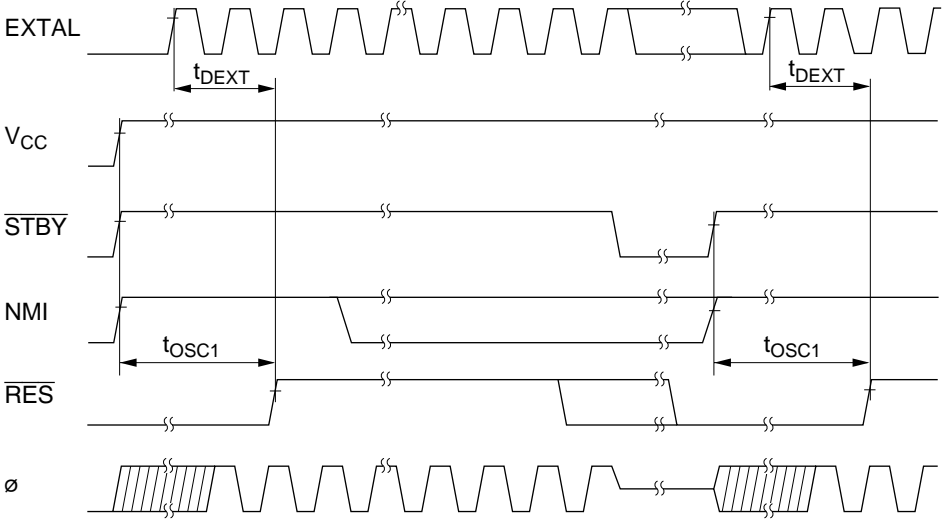 EXTAL
tDEXT tDEXT
VCC
STBY
NMI
tOSC1 tOSC1
RES
ø